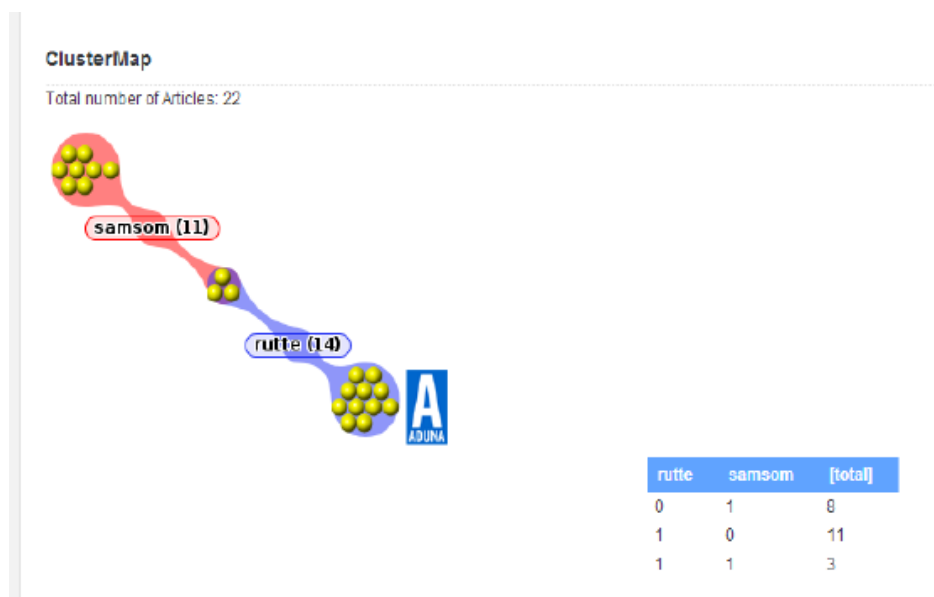 ClusterMap
Total number of Articles: 22
samsom (11)
rutte (14)
A
ADUNA
rutte samsom [total]
0 1 8
1 0 11
1 1 3